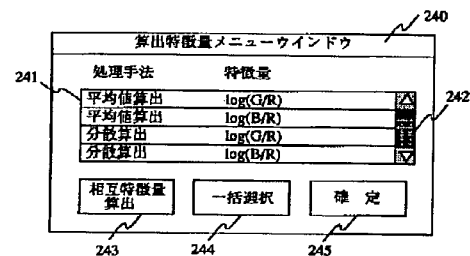 240
算出特徴量メニューウインドウ
処理手法 特徴量
241
平均値算出 log(G/R)
242
平均値算出 log(B/R)
分散算出 log(G/R)
分散算出 log(B/R)
相互特徴量
算出
一括選択
確 定
243 244 245